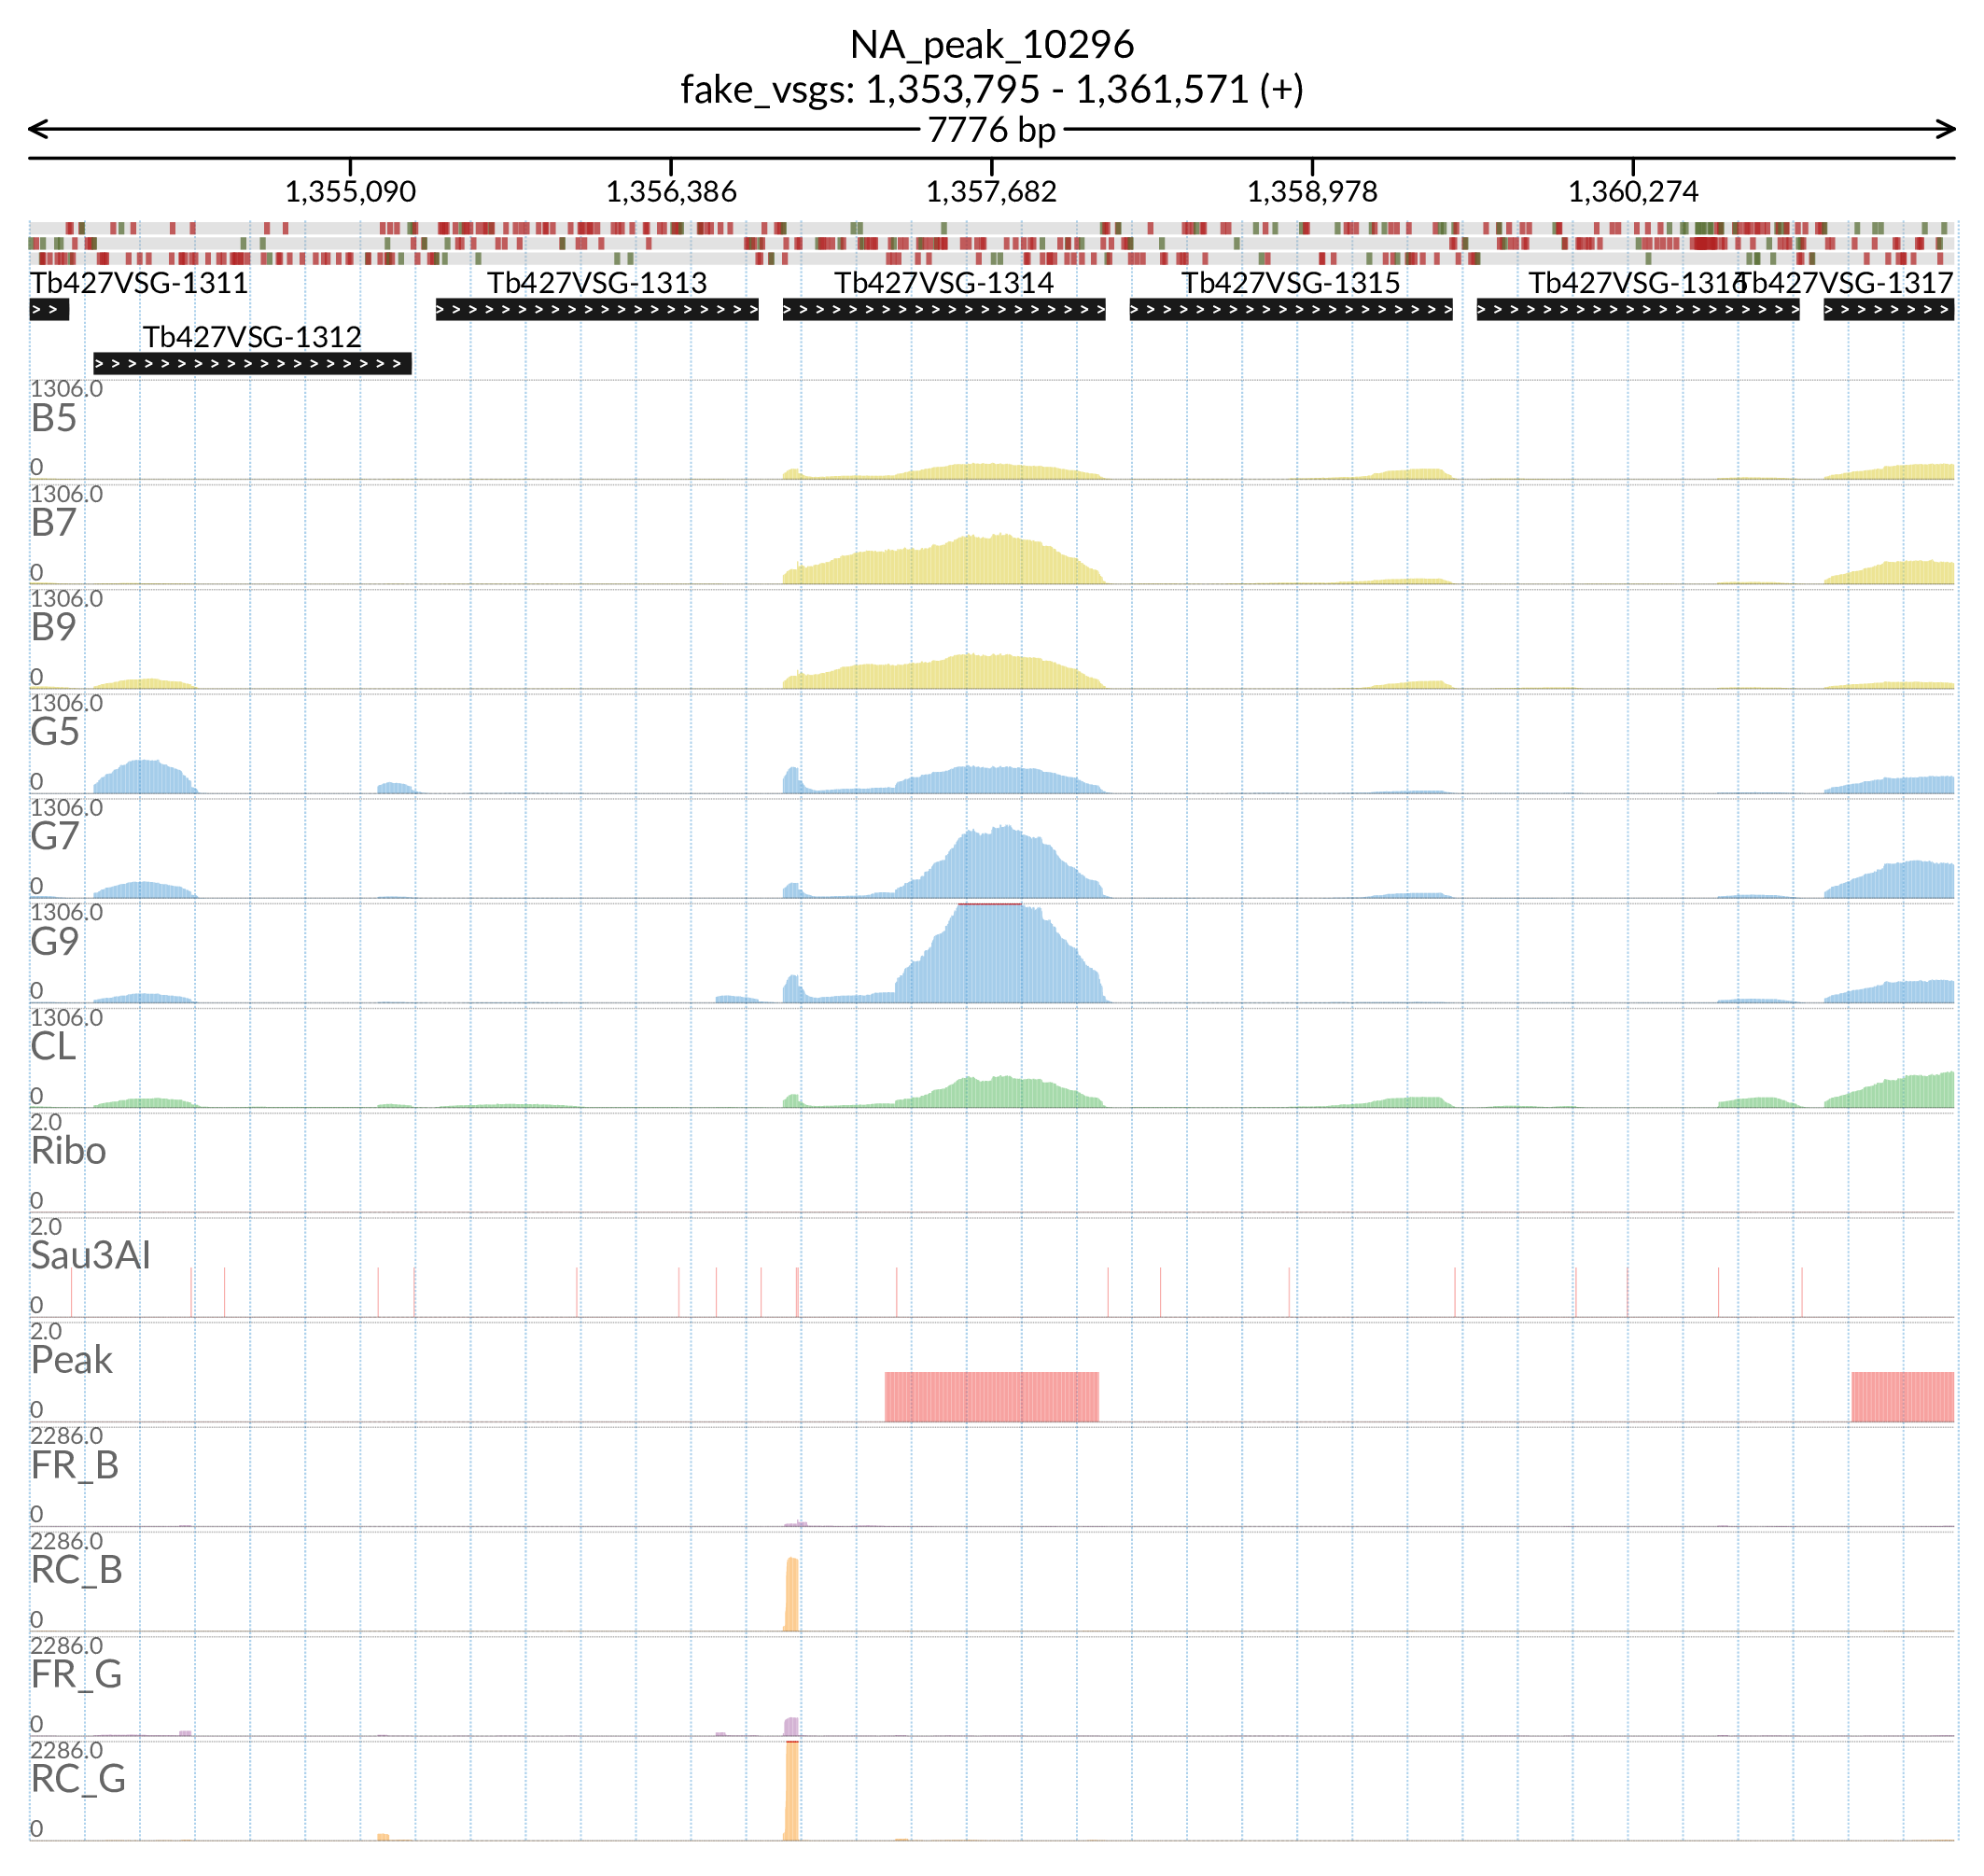 NA_peak_10296
fake_vsgs: 1,353,795 - 1,361,571 (+)
7776 bp
1,355,090 1,356,386 1,357,682 1,358,978 1,360,274
Tb427VSG-1311 Tb427VSG-1313 Tb427VSG-1314 Tb427VSG-1315 Tb427VSG-1316 Tb427VSG-1317
Tb427VSG-1312
1306.0
B5
0
1306.0
B7
0
1306.0
B9
0
1306.0
G5
0
1306.0
G7
0
1306.0
G9
0
1306.0
CL
0
2.0
Ribo
0
2.0
Sau3AI
0
2.0
Peak
0
2286.0
FR_B
0
2286.0
RC_B
0
2286.0
FR_G
0
2286.0
RC_G
0